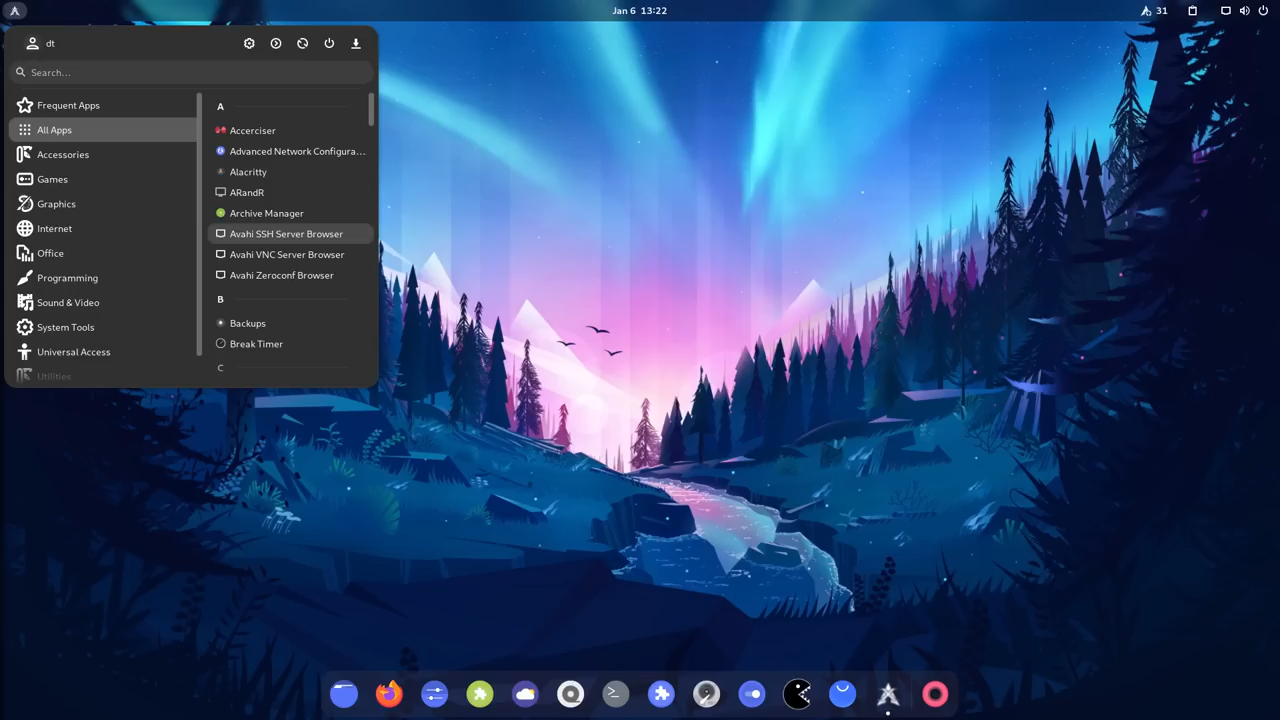 Jan 6 13:22
31
dt
Search…
Frequent Apps
All Apps
Accessories
Games
Graphics
Internet
Office
Programming
Sound & Video
System Tools
Universal Access
Utilities
A
Accerciser
Advanced Network Configura…
Alacritty
ARandR
Archive Manager
Avahi SSH Server Browser
Avahi VNC Server Browser
Avahi Zeroconf Browser
B
Backups
Break Timer
C